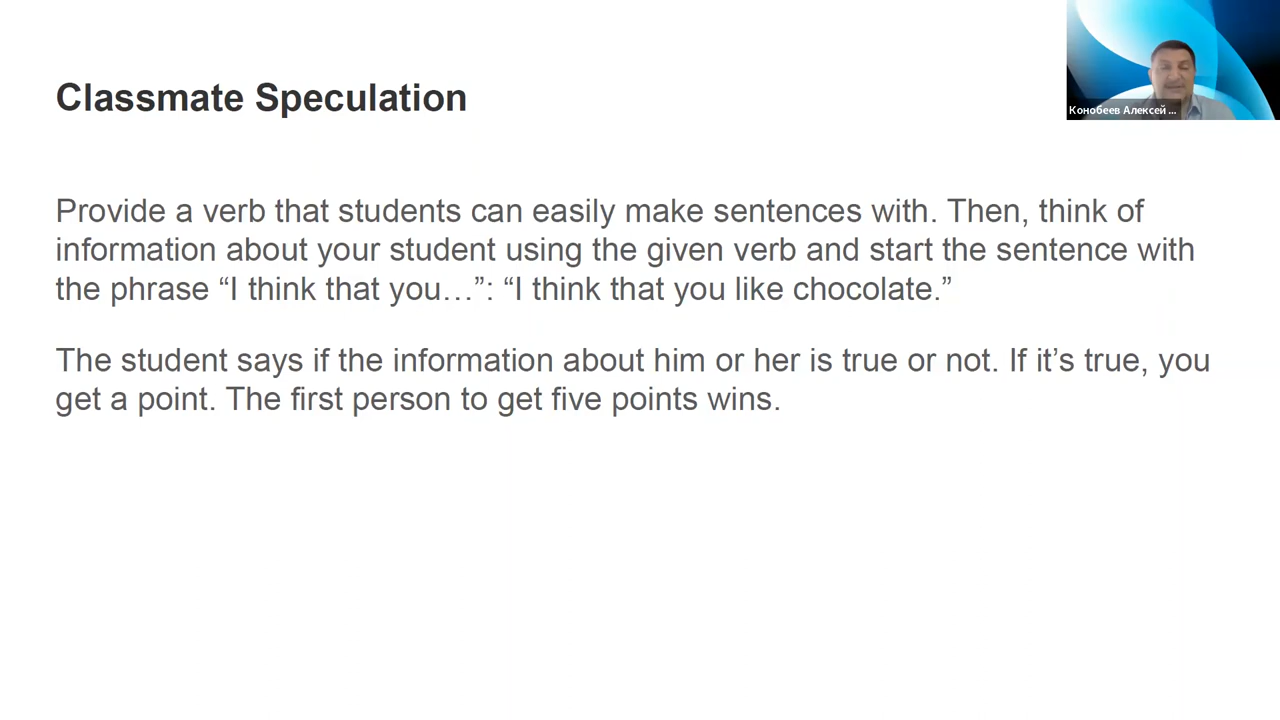 Classmate Speculation
Конобеев Алексей ...
Provide a verb that students can easily make sentences with. Then, think of
information about your student using the given verb and start the sentence with
the phrase “I think that you…”: “I think that you like chocolate.”
The student says if the information about him or her is true or not. If it’s true, you
get a point. The first person to get five points wins.